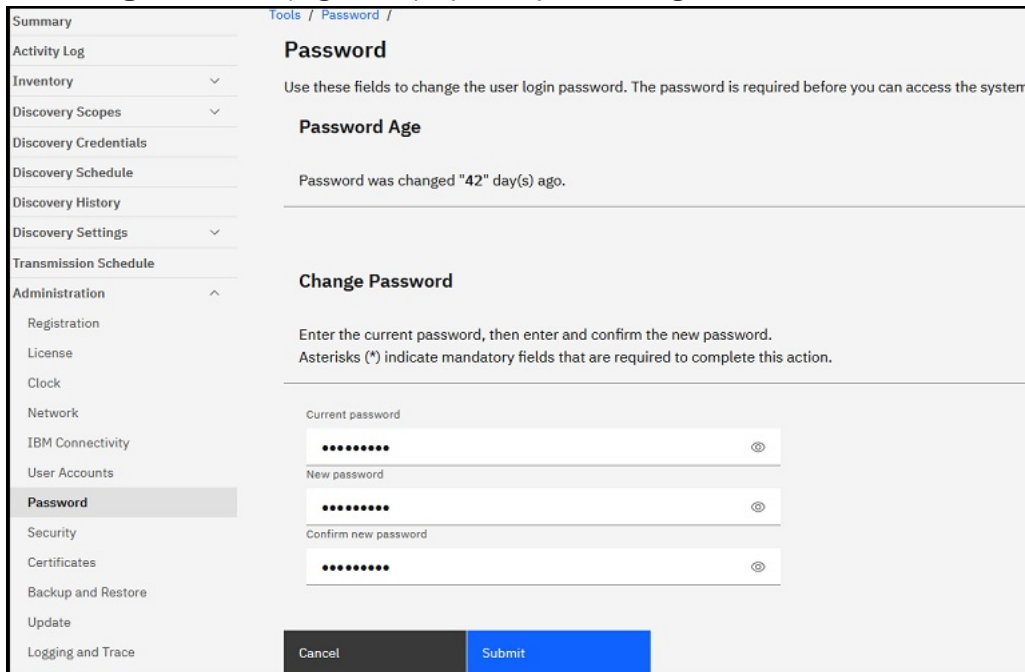 Summary
Activity Log
Inventory
Discovery Scopes
Discovery Credentials
Discovery Schedule
Discovery History
Discovery Settings
Transmission Schedule
Administration
Registration
License
Clock
Network
IBM Connectivity
User Accounts
Password
Security
Certificates
Backup and Restore
Update
Logging and Trace
Tools / Password /
Password
Use these fields to change the user login password. The password is required before you can access the system
Password Age
Password was changed "42" day(s) ago.
Change Password
Enter the current password, then enter and confirm the new password.
Asterisks (*) indicate mandatory fields that are required to complete this action.
Current password
•••••••••
New password
•••••••••
Confirm new password
•••••••••
Cancel
Submit